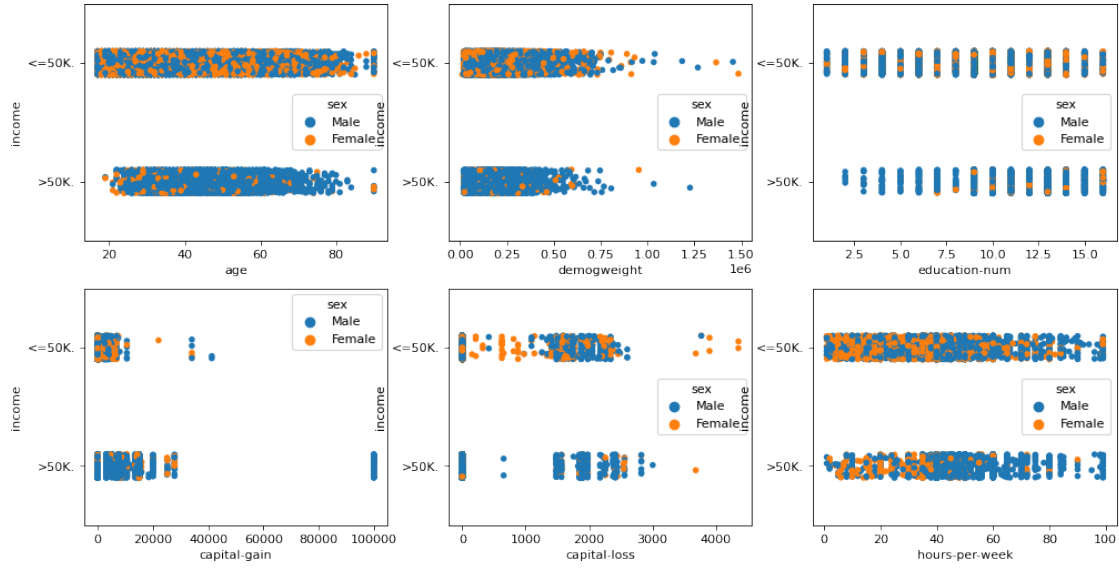 <=50K.
>50K.
income
sex
Male
Female
20 40 60 80
age
<=50K.
>50K.
income
sex
Male
Female
0.00 0.25 0.50 0.75 1.00 1.25 1.50
1e6
demogweight
<=50K.
>50K.
income
sex
Male
Female
2.5 5.0 7.5 10.0 12.5 15.0
education-num
<=50K.
>50K.
income
sex
Male
Female
0 20000 40000 60000 80000 100000
capital-gain
<=50K.
>50K.
income
sex
Male
Female
0 1000 2000 3000 4000
capital-loss
<=50K.
>50K.
income
sex
Male
Female
0 20 40 60 80 100
hours-per-week